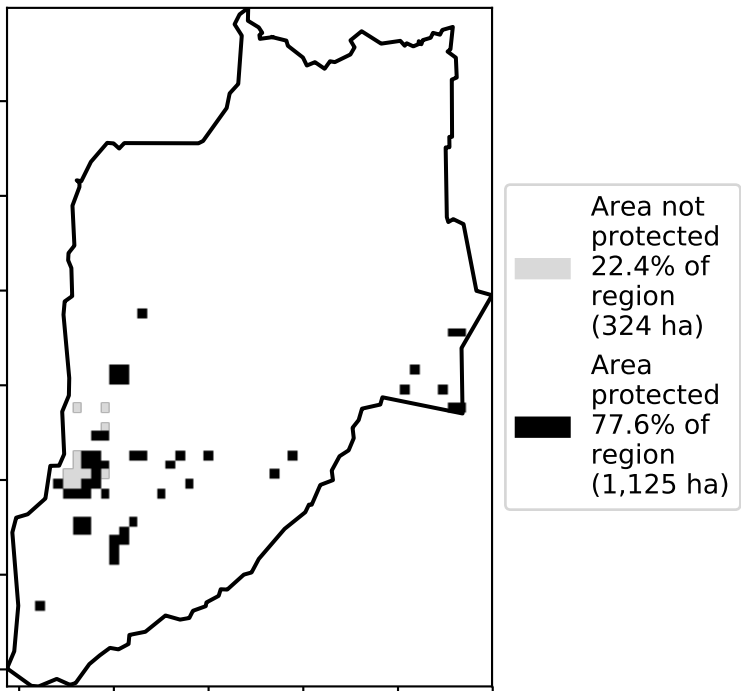 Area not
protected
22.4% of
region
(324 ha)
Area
protected
77.6% of
region
(1,125 ha)